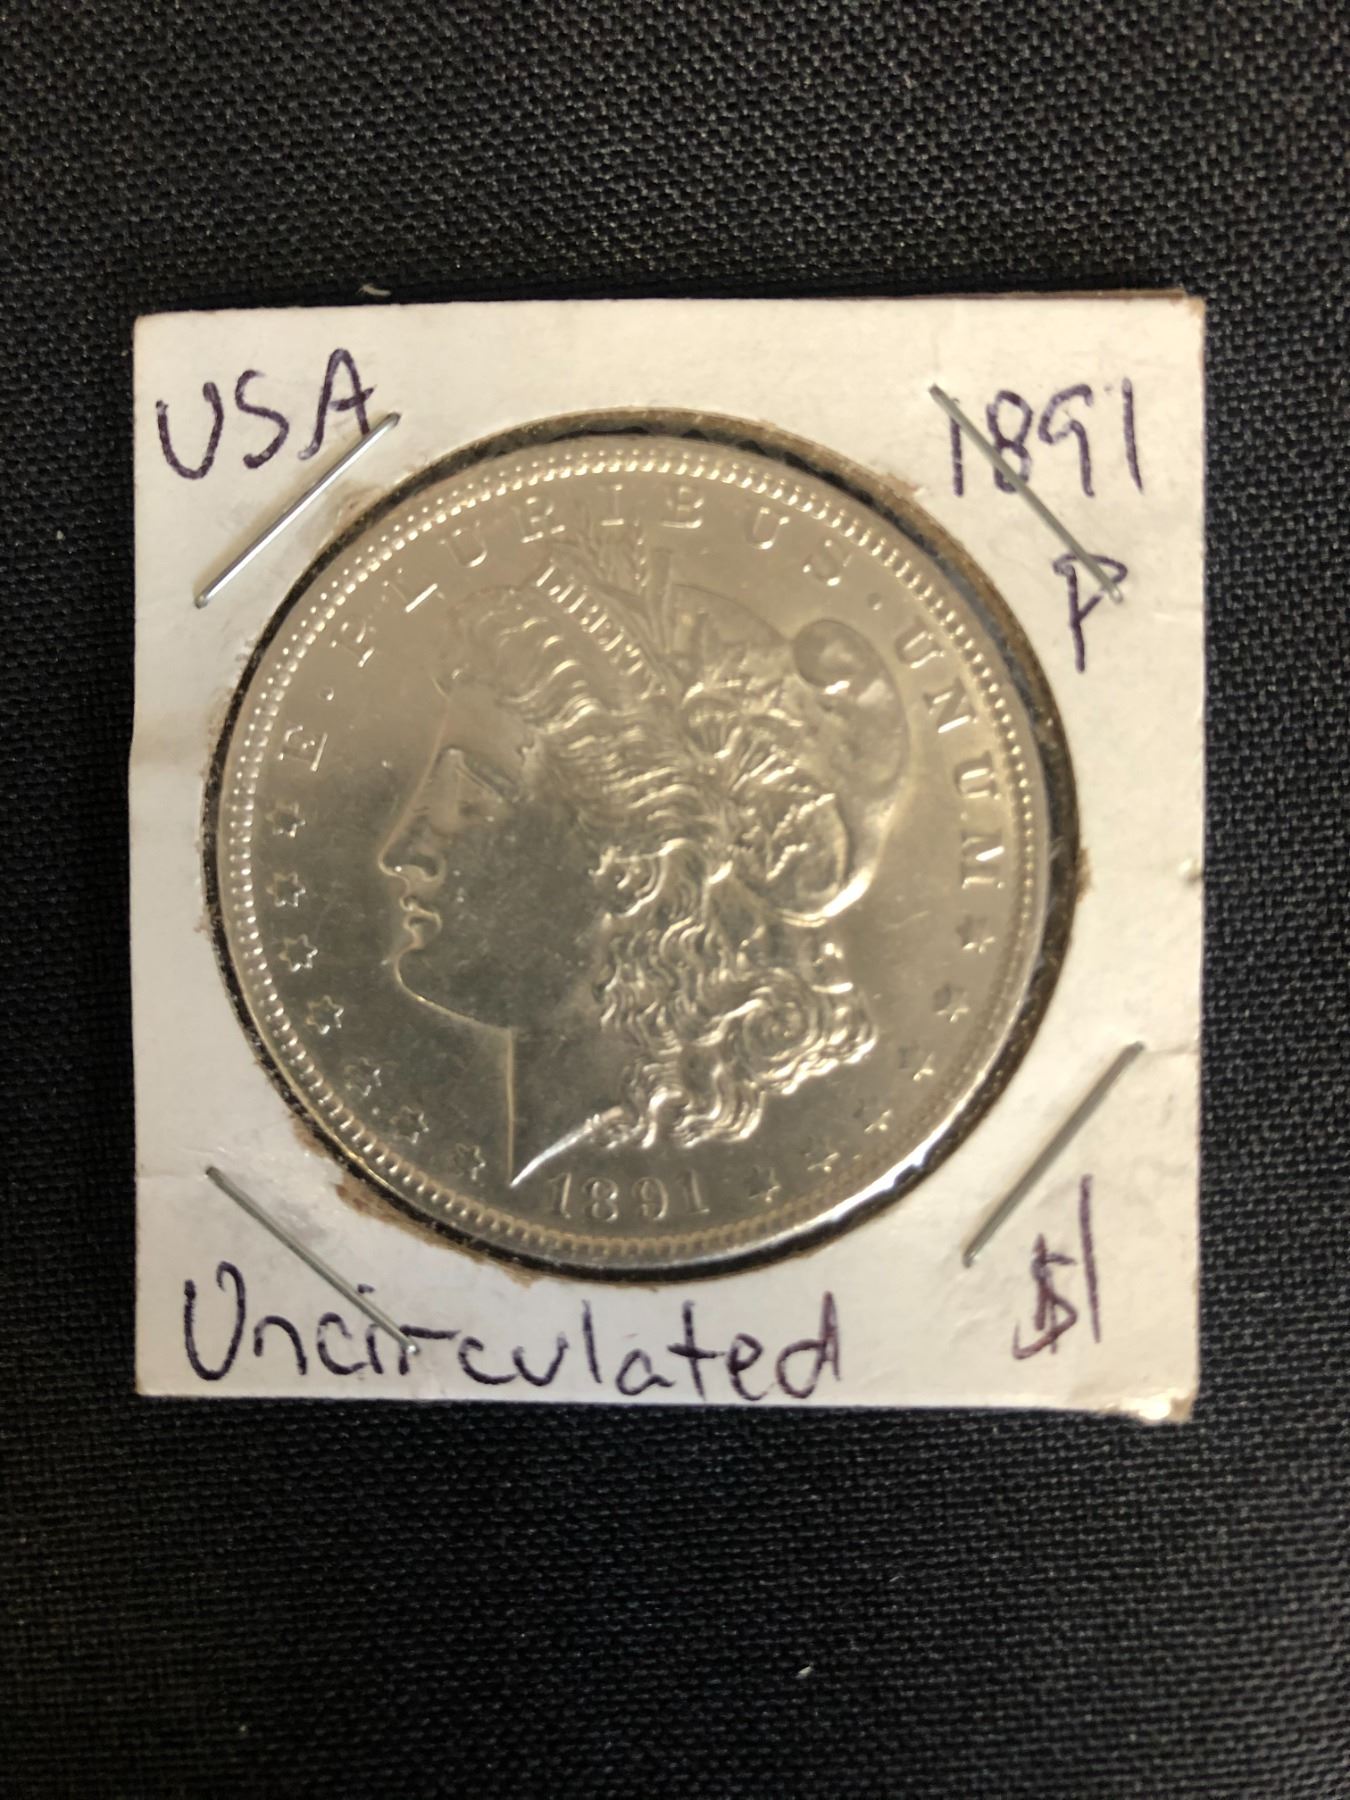 USA
1891
P
E · PLURIBUS · UNUM
LIBERTY
1891
Uncirculated
$1